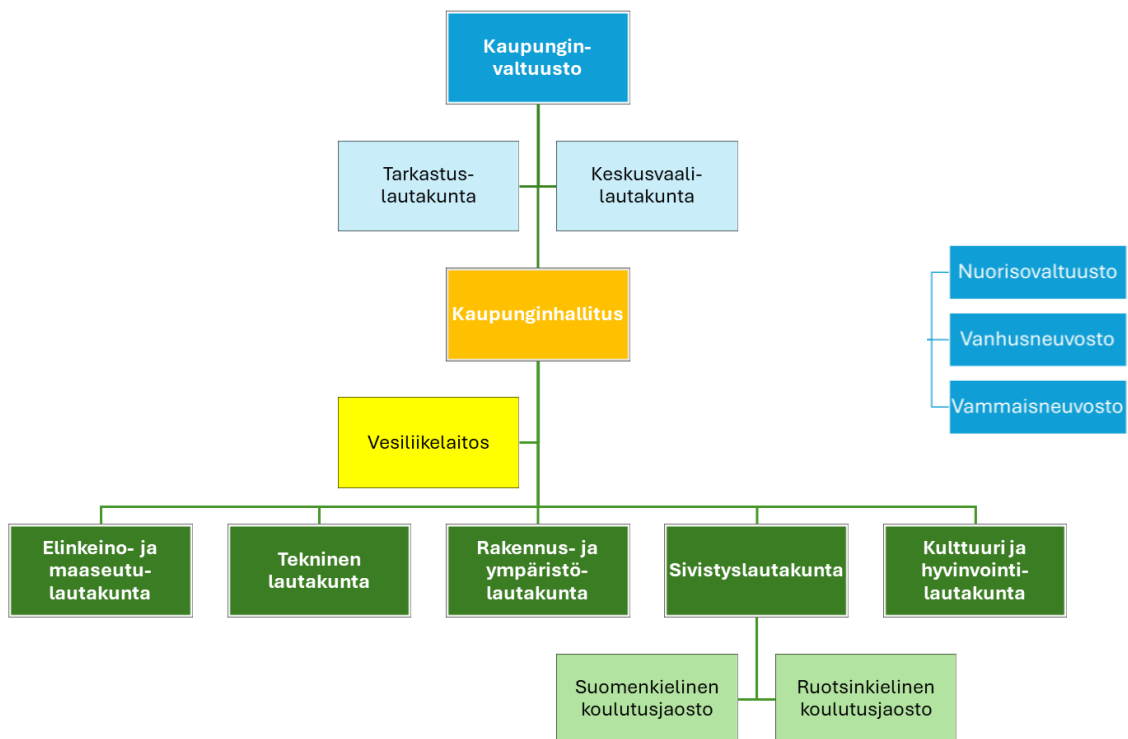 Kaupungin-
valtuusto
Tarkastus-
lautakunta
Keskusvaali-
lautakunta
Kaupunginhallitus
Nuorisovaltuusto
Vanhusneuvosto
Vammaisneuvosto
Vesiliikelaitos
Elinkeino- ja
maaseutu-
lautakunta
Tekninen
lautakunta
Rakennus- ja
ympäristö-
lautakunta
Sivistyslautakunta
Kulttuuri ja
hyvinvointi
lautakunta
Suomenkielinen
koulutusjaosto
Ruotsinkielinen
koulutusjaosto